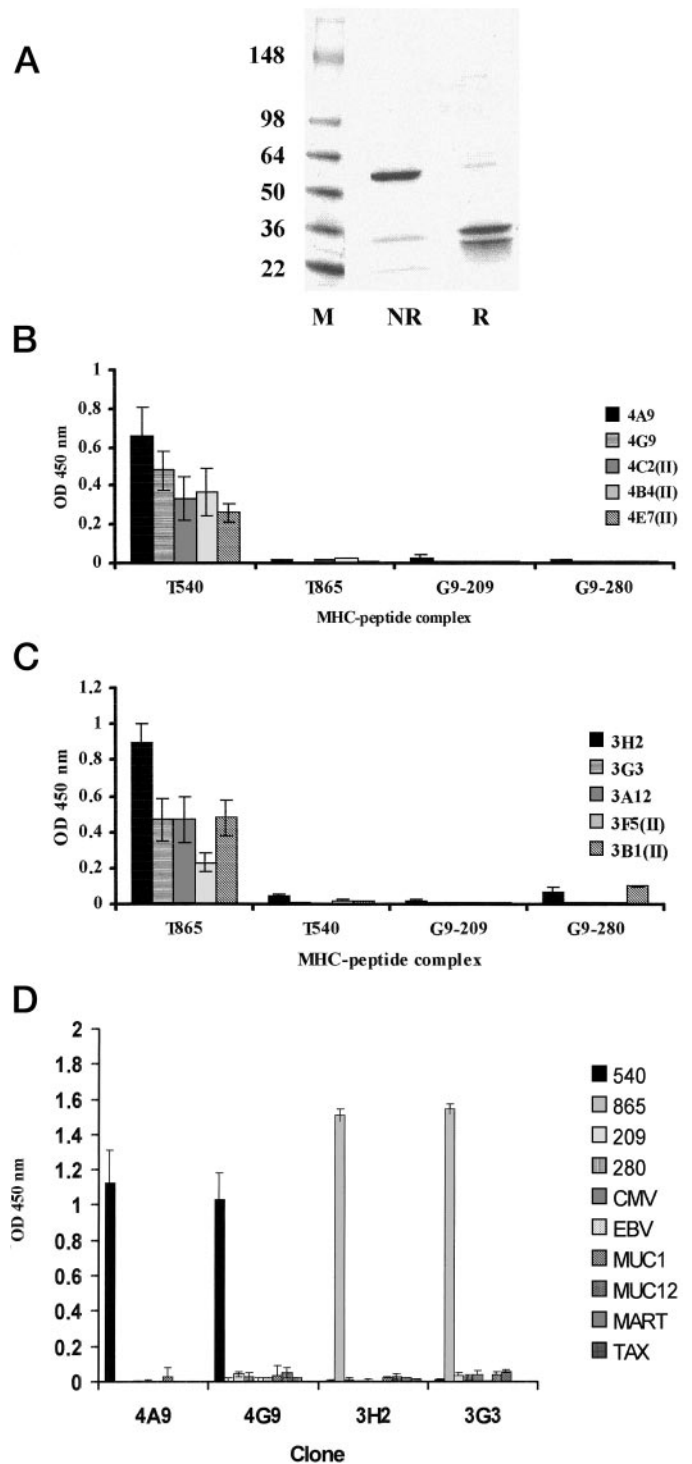 A
148
98
64
50
36
22
M NR R
B
OD 450 nm
1
0.8
0.6
0.4
0.2
0
4A9
4G9
4C2(II)
4B4(II)
4E7(II)
T540 T865 G9-209 G9-280
MHC-peptide complex
C
OD 450 nm
1.2
1
0.8
0.6
0.4
0.2
0
3H2
3G3
3A12
3F5(II)
3B1(II)
T865 T540 G9-209 G9-280
MHC-peptide complex
D
OD 450 nm
2
1.8
1.6
1.4
1.2
1
0.8
0.6
0.4
0.2
0
540
865
209
280
CMV
EBV
MUC1
MUC12
MART
TAX
4A9 4G9 3H2 3G3
Clone